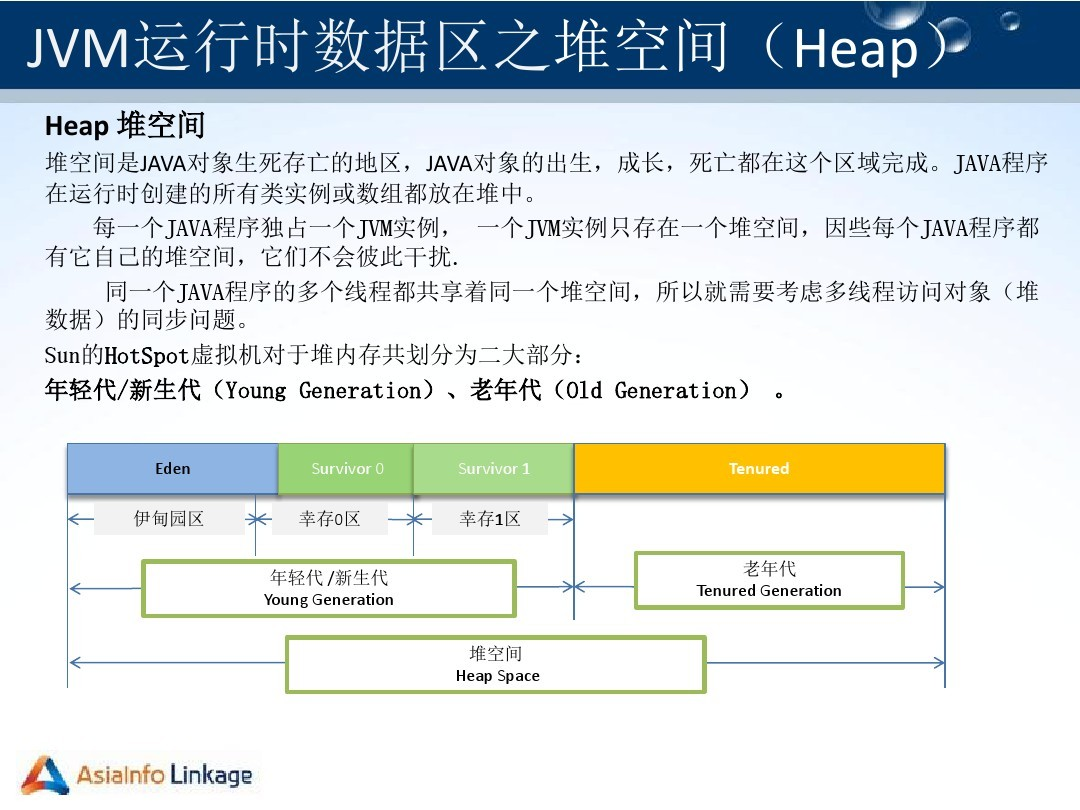 JVM运行时数据区之堆空间（Heap）
Heap 堆空间
堆空间是JAVA对象生死存亡的地区，JAVA对象的出生，成长，死亡都在这个区域完成。JAVA程序
在运行时创建的所有类实例或数组都放在堆中。
每一个JAVA程序独占一个JVM实例， 一个JVM实例只存在一个堆空间，因些每个JAVA程序都
有它自己的堆空间，它们不会彼此干扰.
同一个JAVA程序的多个线程都共享着同一个堆空间，所以就需要考虑多线程访问对象（堆
数据）的同步问题。
Sun的HotSpot虚拟机对于堆内存共划分为二大部分：
年轻代/新生代（Young Generation）、老年代（Old Generation） 。
Eden Survivor 0 Survivor 1 Tenured
伊甸园区 幸存0区 幸存1区
年轻代 /新生代
Young Generation
老年代
Tenured Generation
堆空间
Heap Space
AsiaInfo Linkage